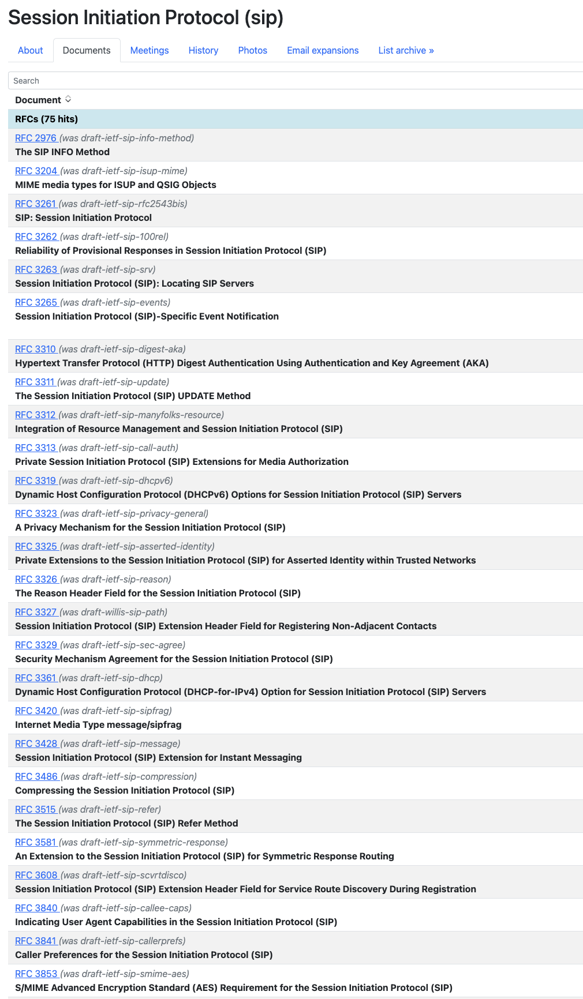 Session Initiation Protocol (sip)
About Documents Meetings History Photos Email expansions List archive »
Search
Document
RFCs (75 hits)
RFC 2976 (was draft-ietf-sip-info-method)
The SIP INFO Method
RFC 3204 (was draft-ietf-sip-isup-mime)
MIME media types for ISUP and QSIG Objects
RFC 3261 (was draft-ietf-sip-rfc2543bis)
SIP: Session Initiation Protocol
RFC 3262 (was draft-ietf-sip-100rel)
Reliability of Provisional Responses in Session Initiation Protocol (SIP)
RFC 3263 (was draft-ietf-sip-srv)
Session Initiation Protocol (SIP): Locating SIP Servers
RFC 3265 (was draft-ietf-sip-events)
Session Initiation Protocol (SIP)-Specific Event Notification
RFC 3310 (was draft-ietf-sip-digest-aka)
Hypertext Transfer Protocol (HTTP) Digest Authentication Using Authentication and Key Agreement (AKA)
RFC 3311 (was draft-ietf-sip-update)
The Session Initiation Protocol (SIP) UPDATE Method
RFC 3312 (was draft-ietf-sip-manyfolks-resource)
Integration of Resource Management and Session Initiation Protocol (SIP)
RFC 3313 (was draft-ietf-sip-call-auth)
Private Session Initiation Protocol (SIP) Extensions for Media Authorization
RFC 3319 (was draft-ietf-sip-dhcpv6)
Dynamic Host Configuration Protocol (DHCPv6) Options for Session Initiation Protocol (SIP) Servers
RFC 3323 (was draft-ietf-sip-privacy-general)
A Privacy Mechanism for the Session Initiation Protocol (SIP)
RFC 3325 (was draft-ietf-sip-asserted-identity)
Private Extensions to the Session Initiation Protocol (SIP) for Asserted Identity within Trusted Networks
RFC 3326 (was draft-ietf-sip-reason)
The Reason Header Field for the Session Initiation Protocol (SIP)
RFC 3327 (was draft-willis-sip-path)
Session Initiation Protocol (SIP) Extension Header Field for Registering Non-Adjacent Contacts
RFC 3329 (was draft-ietf-sip-sec-agree)
Security Mechanism Agreement for the Session Initiation Protocol (SIP)
RFC 3361 (was draft-ietf-sip-dhcp)
Dynamic Host Configuration Protocol (DHCP-for-IPv4) Option for Session Initiation Protocol (SIP) Servers
RFC 3420 (was draft-ietf-sip-sipfrag)
Internet Media Type message/sipfrag
RFC 3428 (was draft-ietf-sip-message)
Session Initiation Protocol (SIP) Extension for Instant Messaging
RFC 3486 (was draft-ietf-sip-compression)
Compressing the Session Initiation Protocol (SIP)
RFC 3515 (was draft-ietf-sip-refer)
The Session Initiation Protocol (SIP) Refer Method
RFC 3581 (was draft-ietf-sip-symmetric-response)
An Extension to the Session Initiation Protocol (SIP) for Symmetric Response Routing
RFC 3608 (was draft-ietf-sip-scvrtdisco)
Session Initiation Protocol (SIP) Extension Header Field for Service Route Discovery During Registration
RFC 3840 (was draft-ietf-sip-callee-caps)
Indicating User Agent Capabilities in the Session Initiation Protocol (SIP)
RFC 3841 (was draft-ietf-sip-callerprefs)
Caller Preferences for the Session Initiation Protocol (SIP)
RFC 3853 (was draft-ietf-sip-smime-aes)
S/MIME Advanced Encryption Standard (AES) Requirement for the Session Initiation Protocol (SIP)